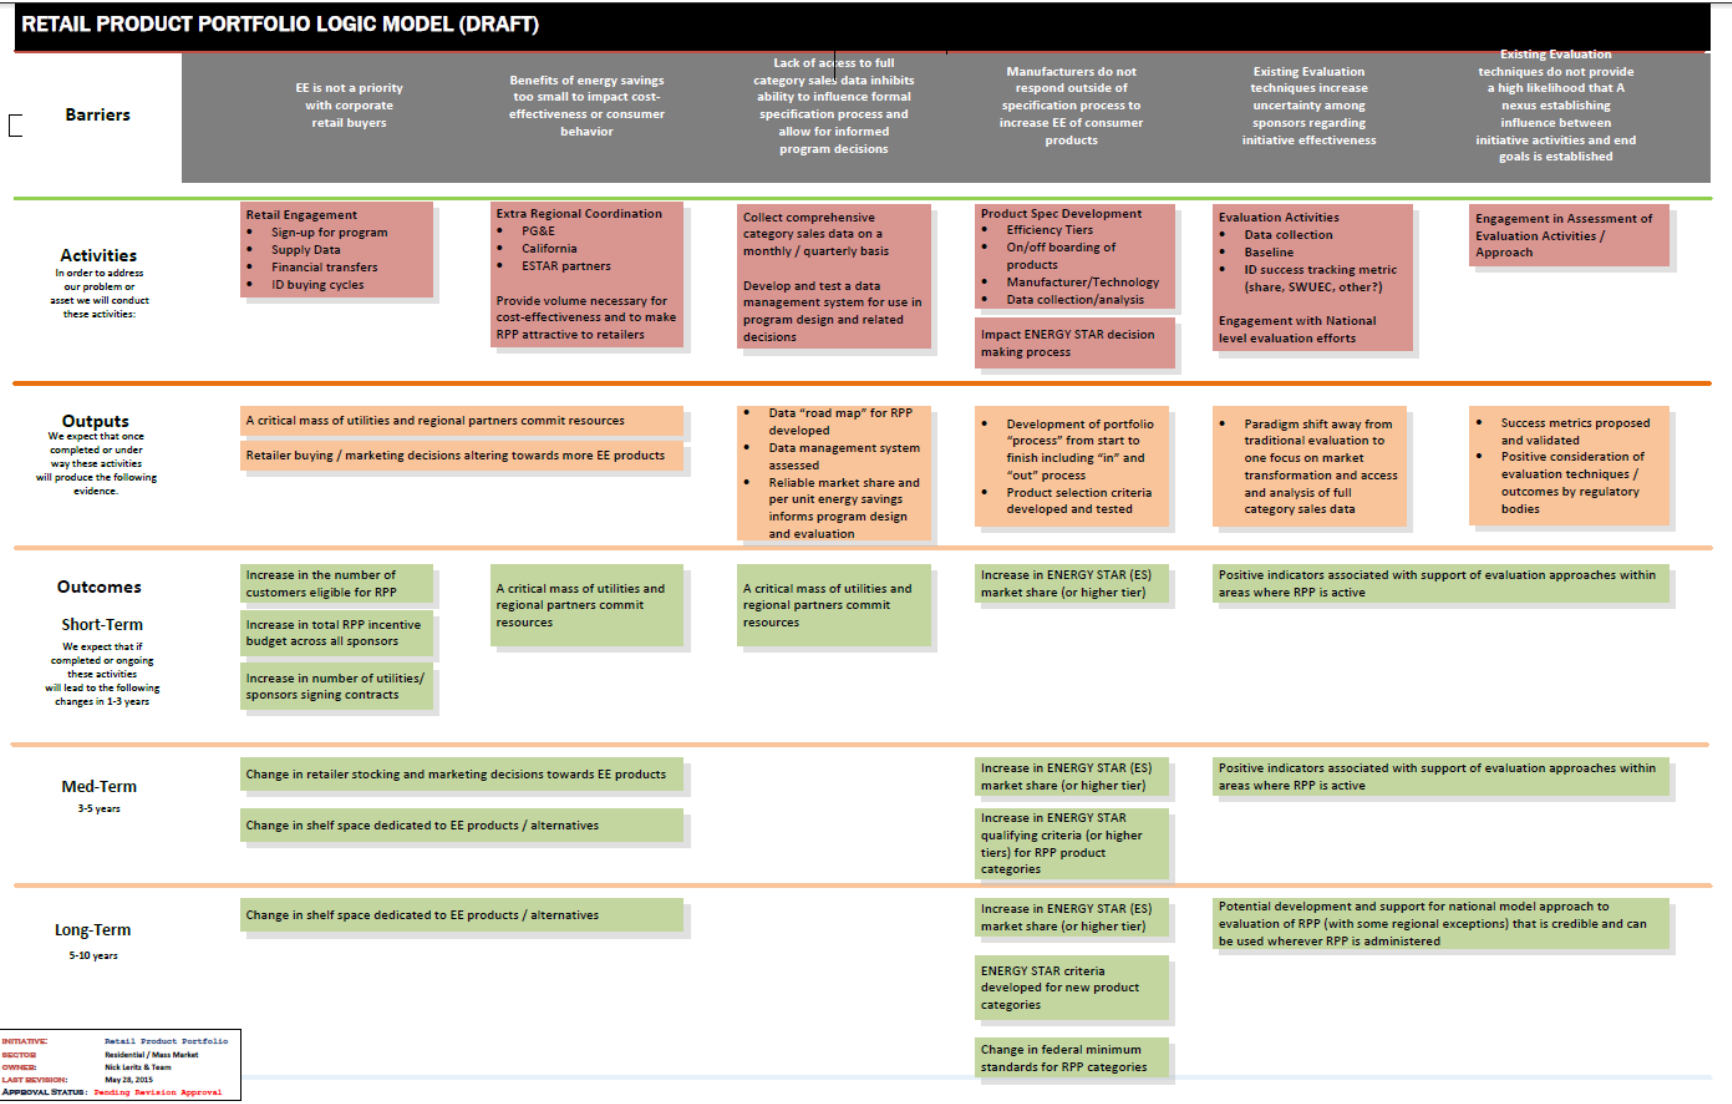 RETAIL PRODUCT PORTFOLIO LOGIC MODEL (DRAFT)
Barriers
EE is not a priority
with corporate
retail buyers
Benefits of energy savings
too small to impact cost-
effectiveness or consumer
behavior
Lack of access to full
category sales data inhibits
ability to influence formal
specification process and
allow for informed
program decisions
Manufacturers do not
respond outside of
specification process to
increase EE of consumer
products
Existing Evaluation
techniques increase
uncertainty among
sponsors regarding
initiative effectiveness
Existing Evaluation
techniques do not provide
a high likelihood that A
nexus establishing
influence between
initiative activities and end
goals is established
Activities
In order to address
our problem or
asset we will conduct
these activities:
Retail Engagement
• Sign-up for program
• Supply Data
• Financial transfers
• ID buying cycles
Extra Regional Coordination
• PG&E
• California
• ESTAR partners
Provide volume necessary for
cost-effectiveness and to make
RPP attractive to retailers
Collect comprehensive
category sales data on a
monthly / quarterly basis
Develop and test a data
management system for use in
program design and related
decisions
Product Spec Development
• Efficiency Tiers
• On/off boarding of
products
• Manufacturer/Technology
• Data collection/analysis
Impact ENERGY STAR decision
making process
Evaluation Activities
• Data collection
• Baseline
• ID success tracking metric
(share, SWUEC, other?)
Engagement with National
level evaluation efforts
Engagement in Assessment of
Evaluation Activities /
Approach
Outputs
We expect that once
completed or under
way these activities
will produce the following
evidence.
A critical mass of utilities and regional partners commit resources
Retailer buying / marketing decisions altering towards more EE products
• Data “road map” for RPP
developed
• Data management system
assessed
• Reliable market share and
per unit energy savings
informs program design
and evaluation
• Development of portfolio
“process” from start to
finish including “in” and
“out” process
• Product selection criteria
developed and tested
• Paradigm shift away from
traditional evaluation to
one focus on market
transformation and access
and analysis of full
category sales data
• Success metrics proposed
and validated
• Positive consideration of
evaluation techniques /
outcomes by regulatory
bodies
Outcomes
Short-Term
We expect that if
completed or ongoing
these activities
will lead to the following
changes in 1-3 years
Increase in the number of
customers eligible for RPP
Increase in total RPP incentive
budget across all sponsors
Increase in number of utilities/
sponsors signing contracts
A critical mass of utilities and
regional partners commit
resources
A critical mass of utilities and
regional partners commit
resources
Increase in ENERGY STAR (ES)
market share (or higher tier)
Positive indicators associated with support of evaluation approaches within
areas where RPP is active
Med-Term
3-5 years
Change in retailer stocking and marketing decisions towards EE products
Change in shelf space dedicated to EE products / alternatives
Increase in ENERGY STAR (ES)
market share (or higher tier)
Increase in ENERGY STAR
qualifying criteria (or higher
tiers) for RPP product
categories
Positive indicators associated with support of evaluation approaches within
areas where RPP is active
Long-Term
5-10 years
Change in shelf space dedicated to EE products / alternatives
Increase in ENERGY STAR (ES)
market share (or higher tier)
ENERGY STAR criteria
developed for new product
categories
Change in federal minimum
standards for RPP categories
Potential development and support for national model approach to
evaluation of RPP (with some regional exceptions) that is credible and can
be used wherever RPP is administered
INITIATIVE: Retail Product Portfolio
SECTOR Residential / Mass Market
OWNER: Nick Leritz & Team
LAST REVISION: May 28, 2015
APPROVAL STATUS: Pending Revision Approval